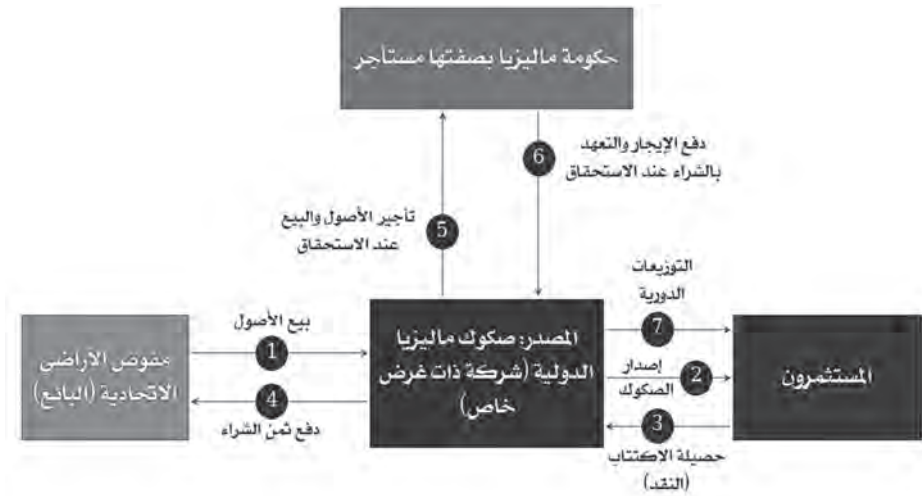 حكومة ماليزيا بصفتها مستأجر
دفع الإيجار والتعهد
بالشراء عند الاستحقاق
6
تأجير الأصول والبيع
عند الاستحقاق
5
التوزيعات
الدورية
7
بيع الأصول
1
مفوض الأراضى
الاتحادية (البائع)
4
دفع ثمن الشراء
المصدر: صكوك ماليزيا
الدولية (شركة ذات غرض
خاص)
إصدار
الصكوك
2
3
حصيلة الاكتتاب
(النقد)
المستثمرون